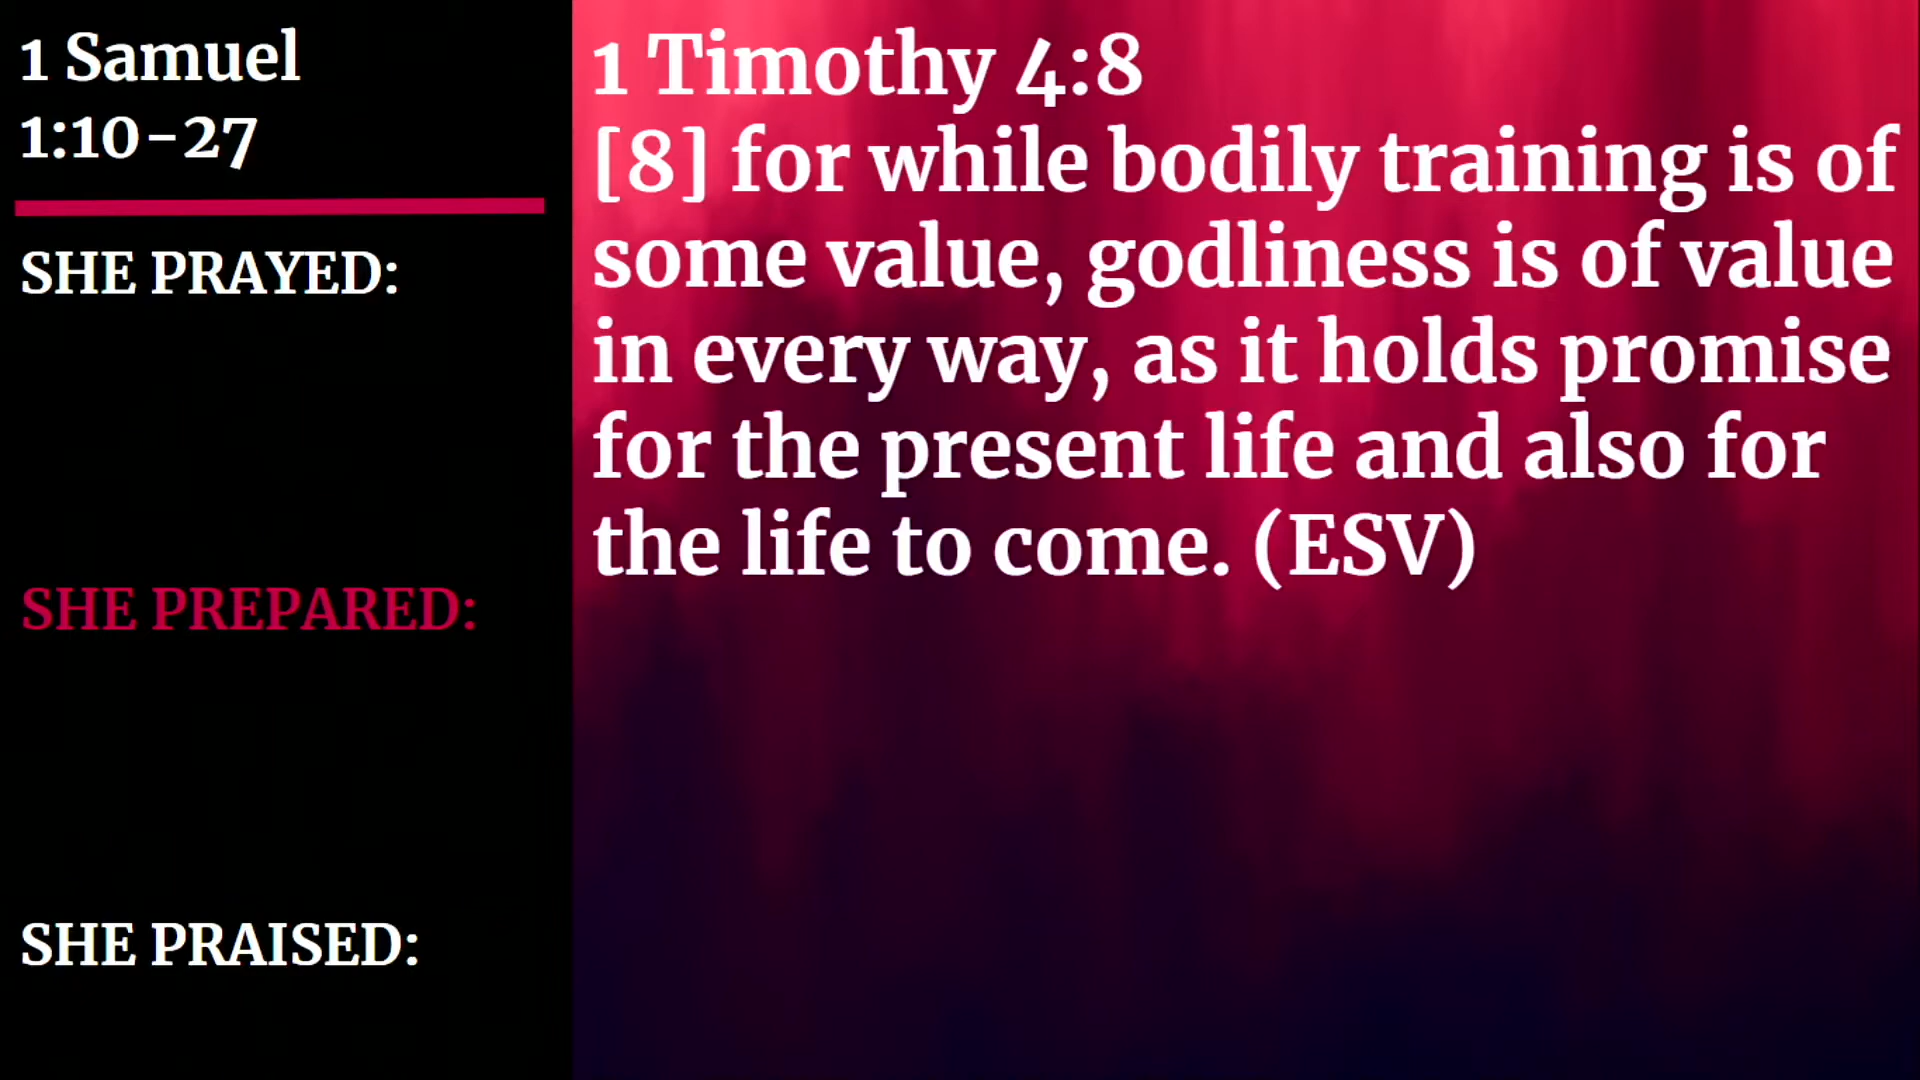 1 Samuel
1:10-27
SHE PRAYED:
SHE PREPARED:
SHE PRAISED:
1 Timothy 4:8
[8] for while bodily training is of
some value, godliness is of value
in every way, as it holds promise
for the present life and also for
the life to come. (ESV)